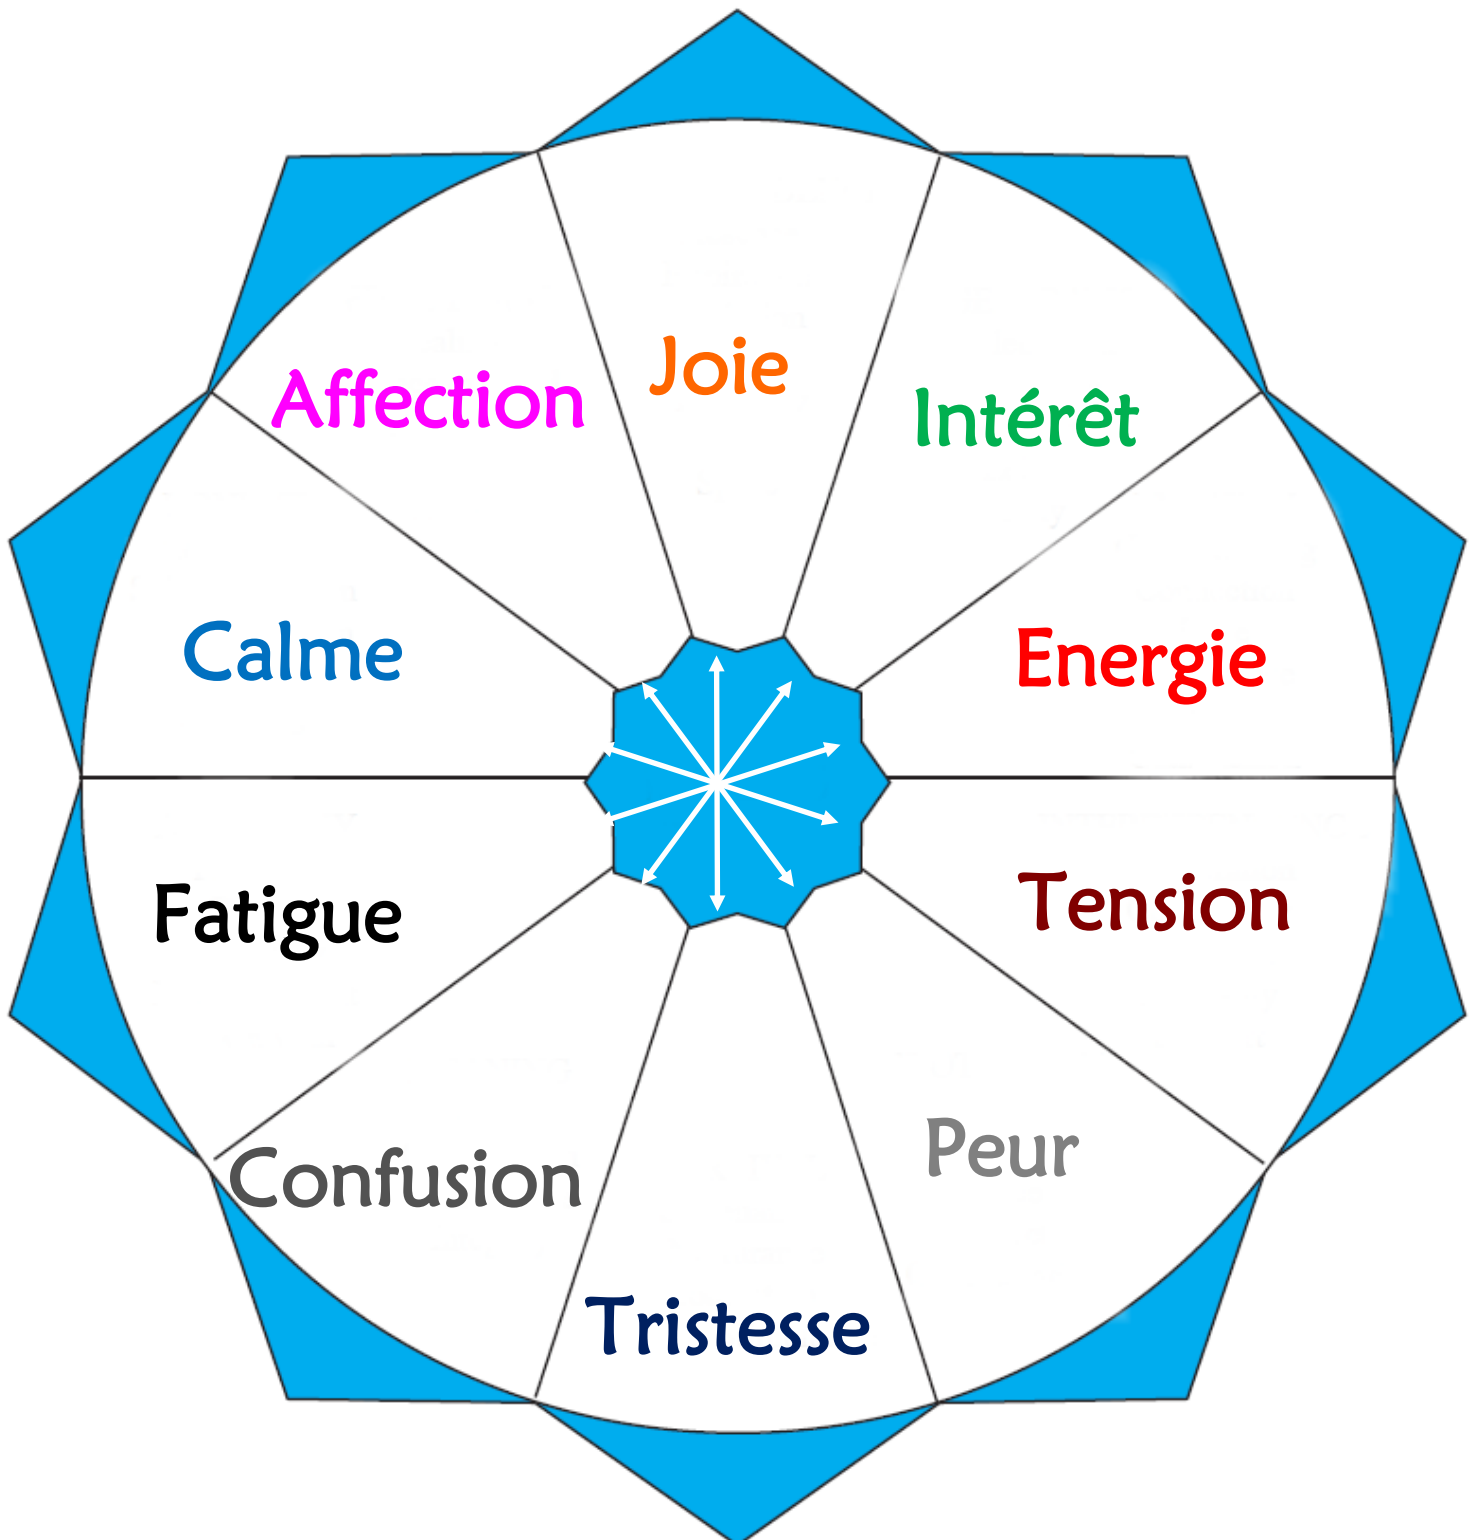 Joie
Affection
Intérêt
Calme
Energie
Fatigue
Tension
Confusion
Peur
Tristesse